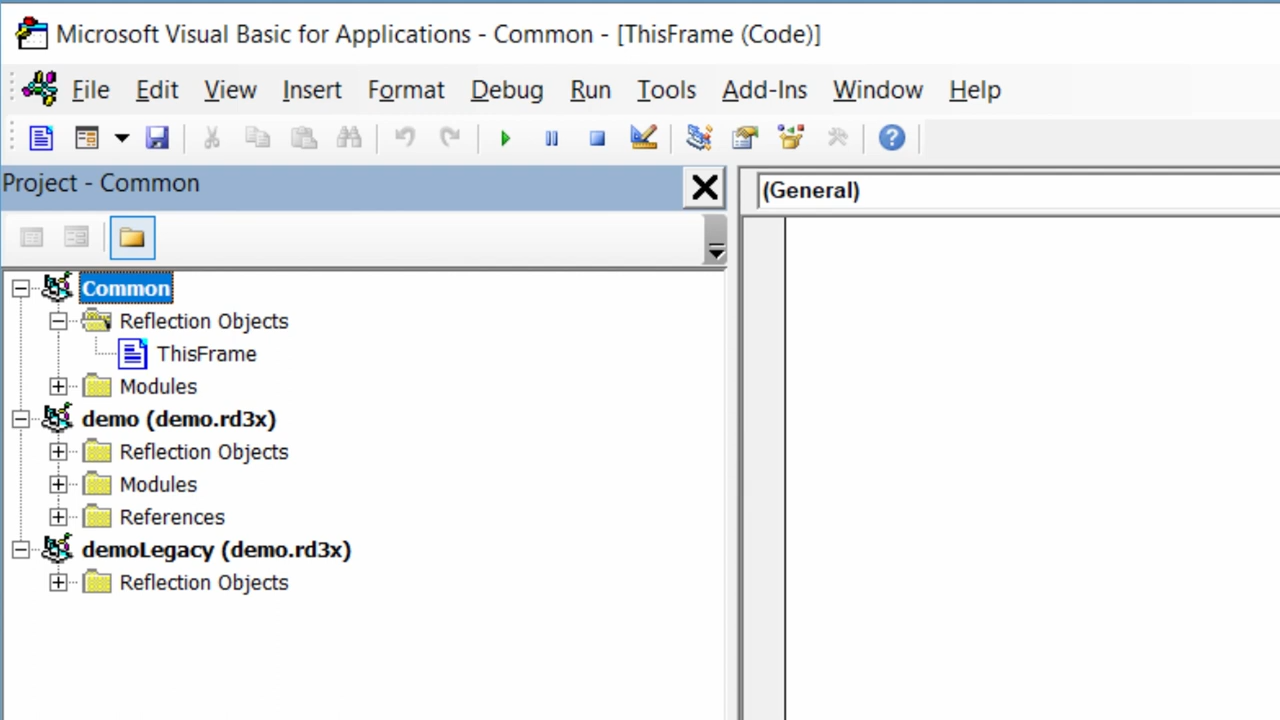 Microsoft Visual Basic for Applications - Common - [ThisFrame (Code)]
File Edit View Insert Format Debug Run Tools Add-Ins Window Help
Project - Common
(General)
Common
Reflection Objects
ThisFrame
Modules
demo (demo.rd3x)
Reflection Objects
Modules
References
demoLegacy (demo.rd3x)
Reflection Objects